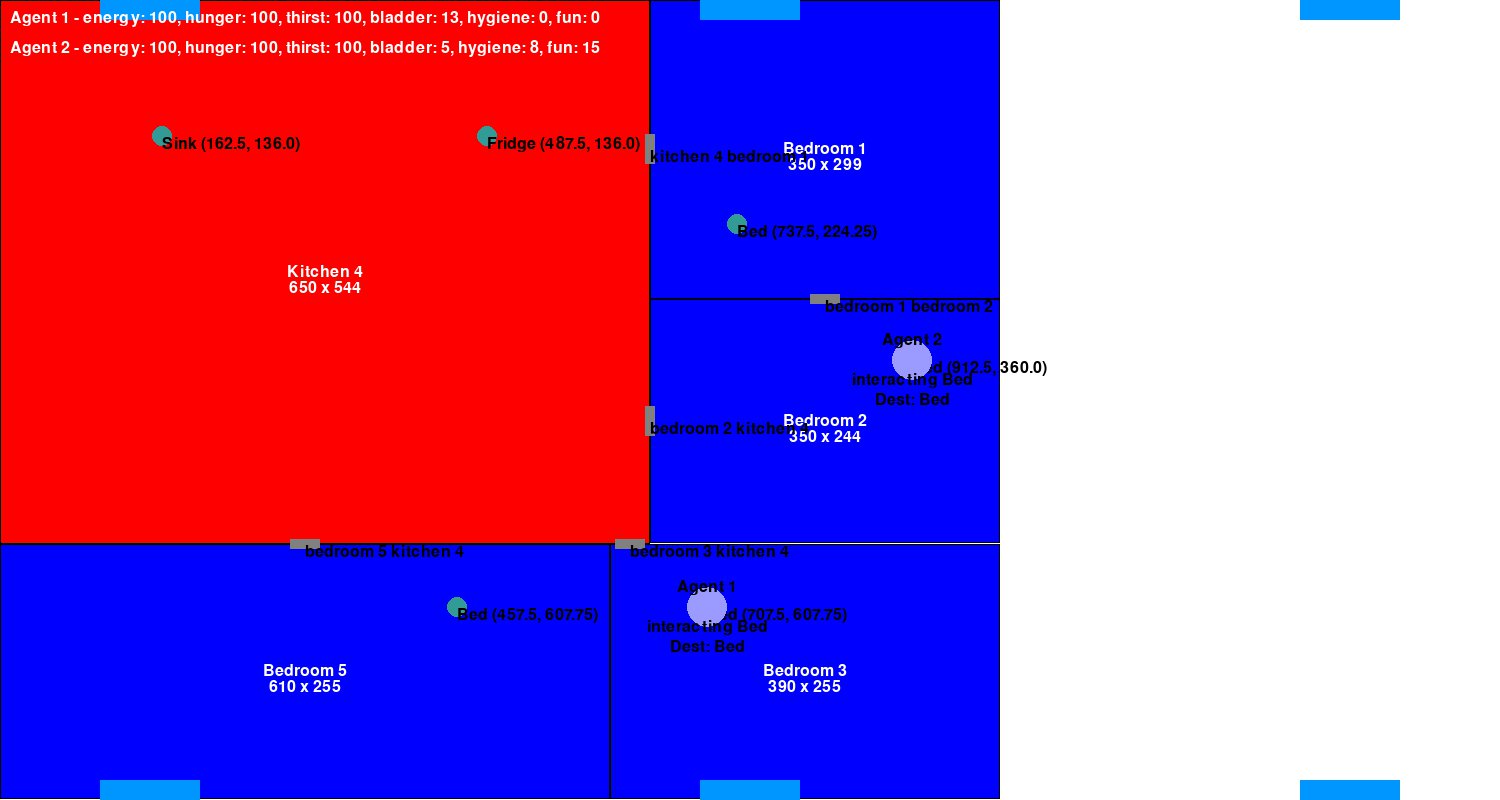 Agent 1 - energy: 100, hunger: 100, thirst: 100, bladder: 13, hygiene: 0, fun: 0
Agent 2 - energy: 100, hunger: 100, thirst: 100, bladder: 5, hygiene: 8, fun: 15
Sink (162.5, 136.0)
Fridge (487.5, 136.0)
kitchen 4 bedroom
Bedroom 1
350 x 299
Bed (737.5, 224.25)
Kitchen 4
650 x 544
bedroom 1 bedroom 2
Agent 2
d (912.5, 360.0)
interacting Bed
Dest: Bed
bedroom 2 kitchen 4
Bedroom 2
350 x 244
bedroom 5 kitchen 4
bedroom 3 kitchen 4
Agent 1
Bed (457.5, 607.75)
d (707.5, 607.75)
interacting Bed
Dest: Bed
Bedroom 5
610 x 255
Bedroom 3
390 x 255